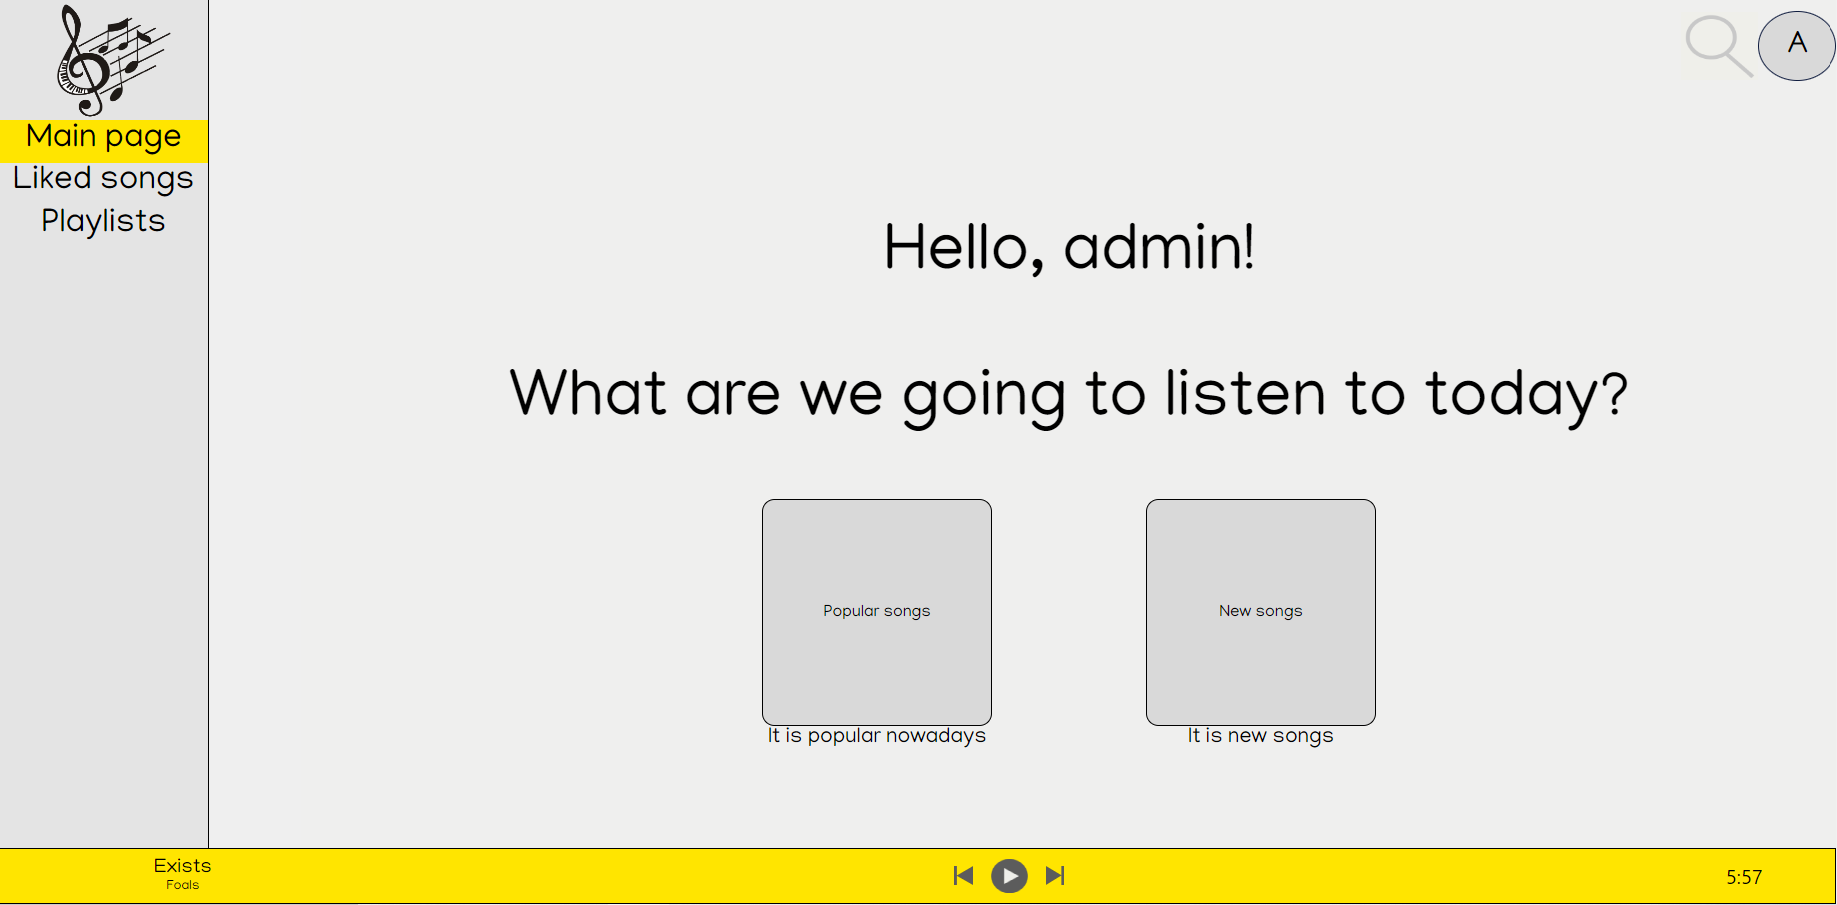 A
Main page
Liked songs
Playlists
Hello, admin!
What are we going to listen to today?
Popular songs
New songs
It is popular nowadays
It is new songs
Exists
Foals
5:57